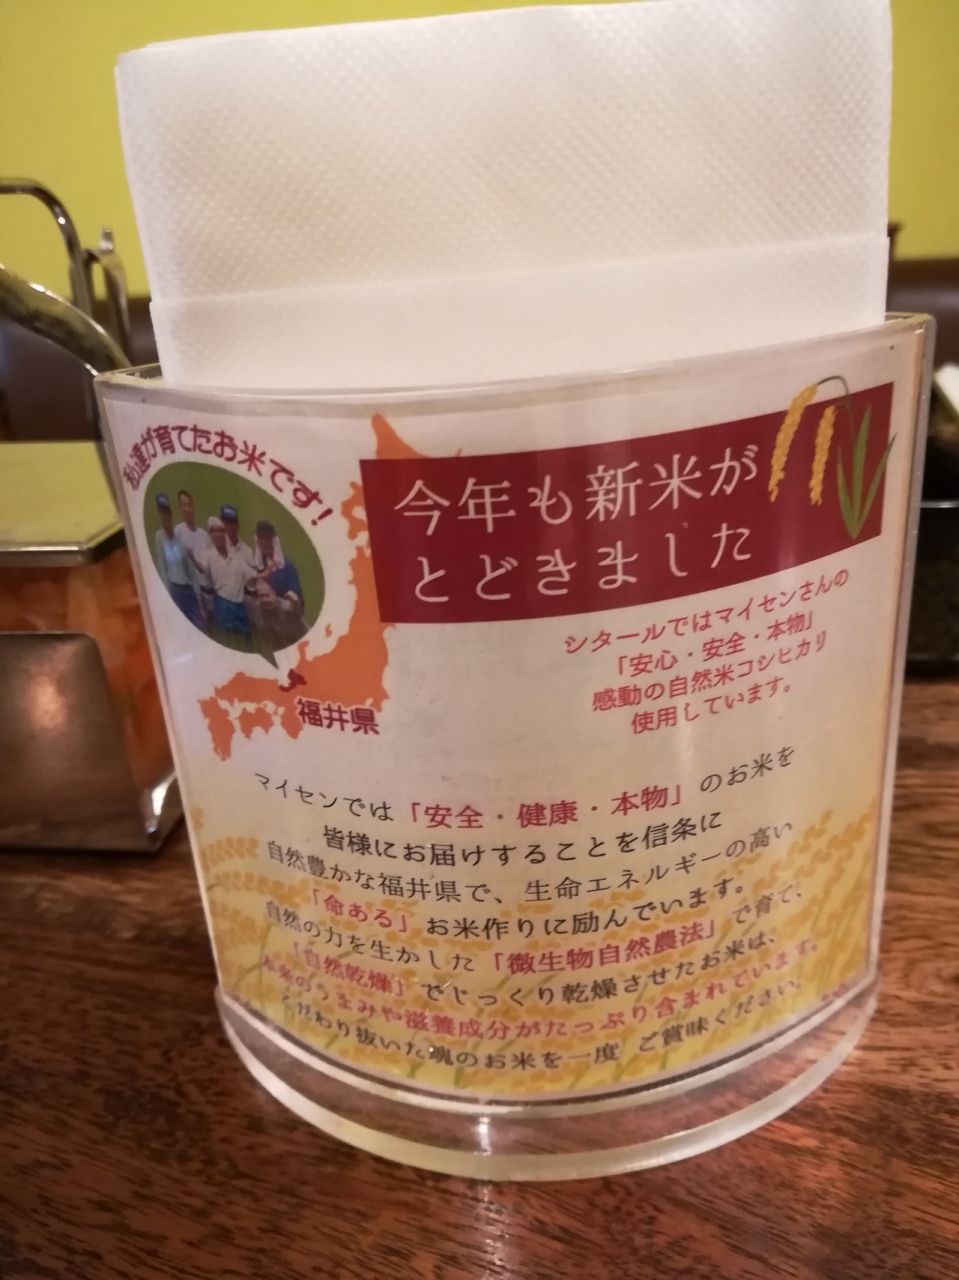 私達が育てたお米です!
今年も新米が
とどきました
シタールではマイセンさんの
「安心・安全・本物」
感動の自然米コシヒカリ
使用しています。
福井県
マイセンでは「安全・健康・本物」のお米を
皆様にお届けすることを信条に
自然豊かな福井県で、生命エネルギーの高い
「命ある」お米作りに励んでいます。
自然の力を生かした「微生物自然農法」で育て、
「自然乾燥」でじっくり乾燥させたお米は、
本来のうまみや滋養成分がたっぷり含まれています。
こだわり抜いた魂のお米を一度 ご賞味ください。